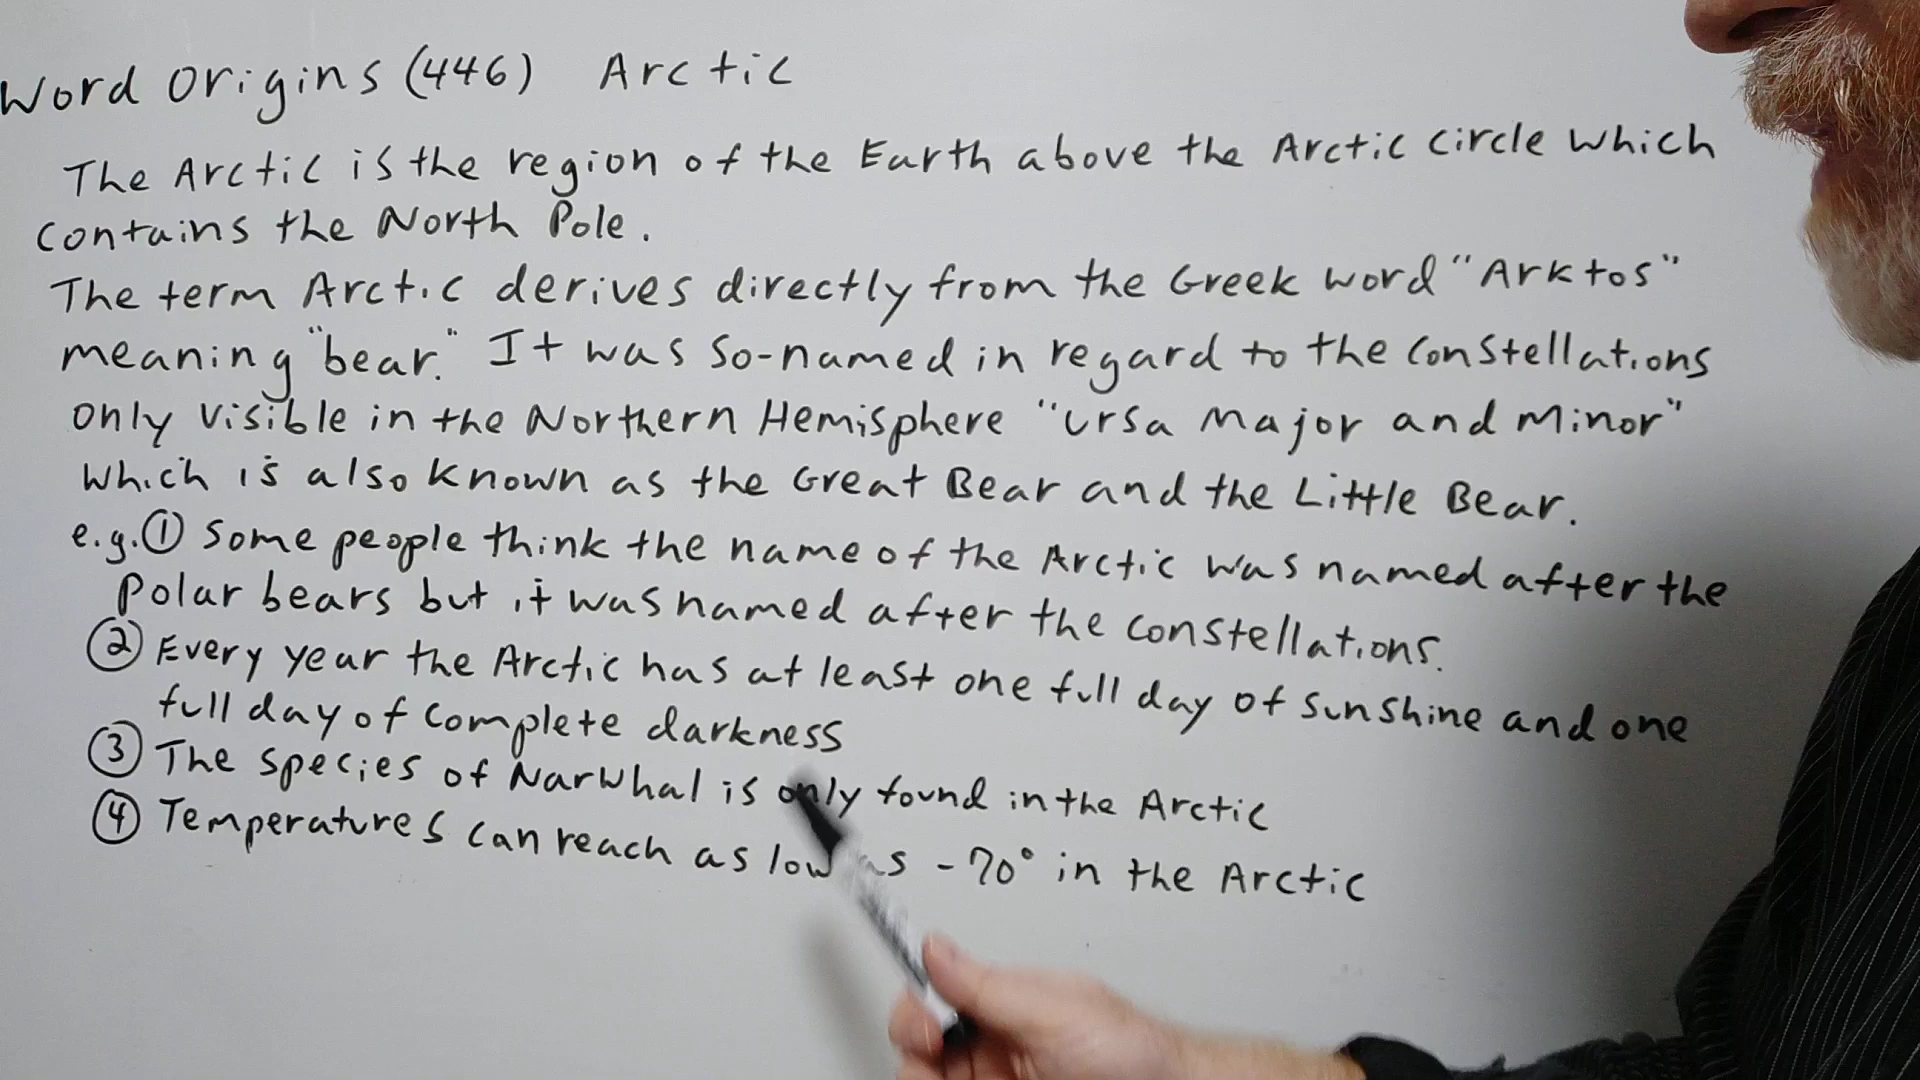 Word Origins (446) Arctic
The Arctic is the region of the Earth above the Arctic Circle which
contains the North Pole.
The term Arctic derives directly from the Greek word "Arktos"
meaning "bear." It was so-named in regard to the constellations
only visible in the Northern Hemisphere "Ursa Major and Minor"
which is also known as the Great Bear and the Little Bear.
e.g. ① Some people think the name of the Arctic was named after the
Polar bears but it was named after the constellations.
② Every year the Arctic has at least one full day of sunshine and one
full day of complete darkness
③ The species of Narwhal is only found in the Arctic
④ Temperatures can reach as low as -70° in the Arctic